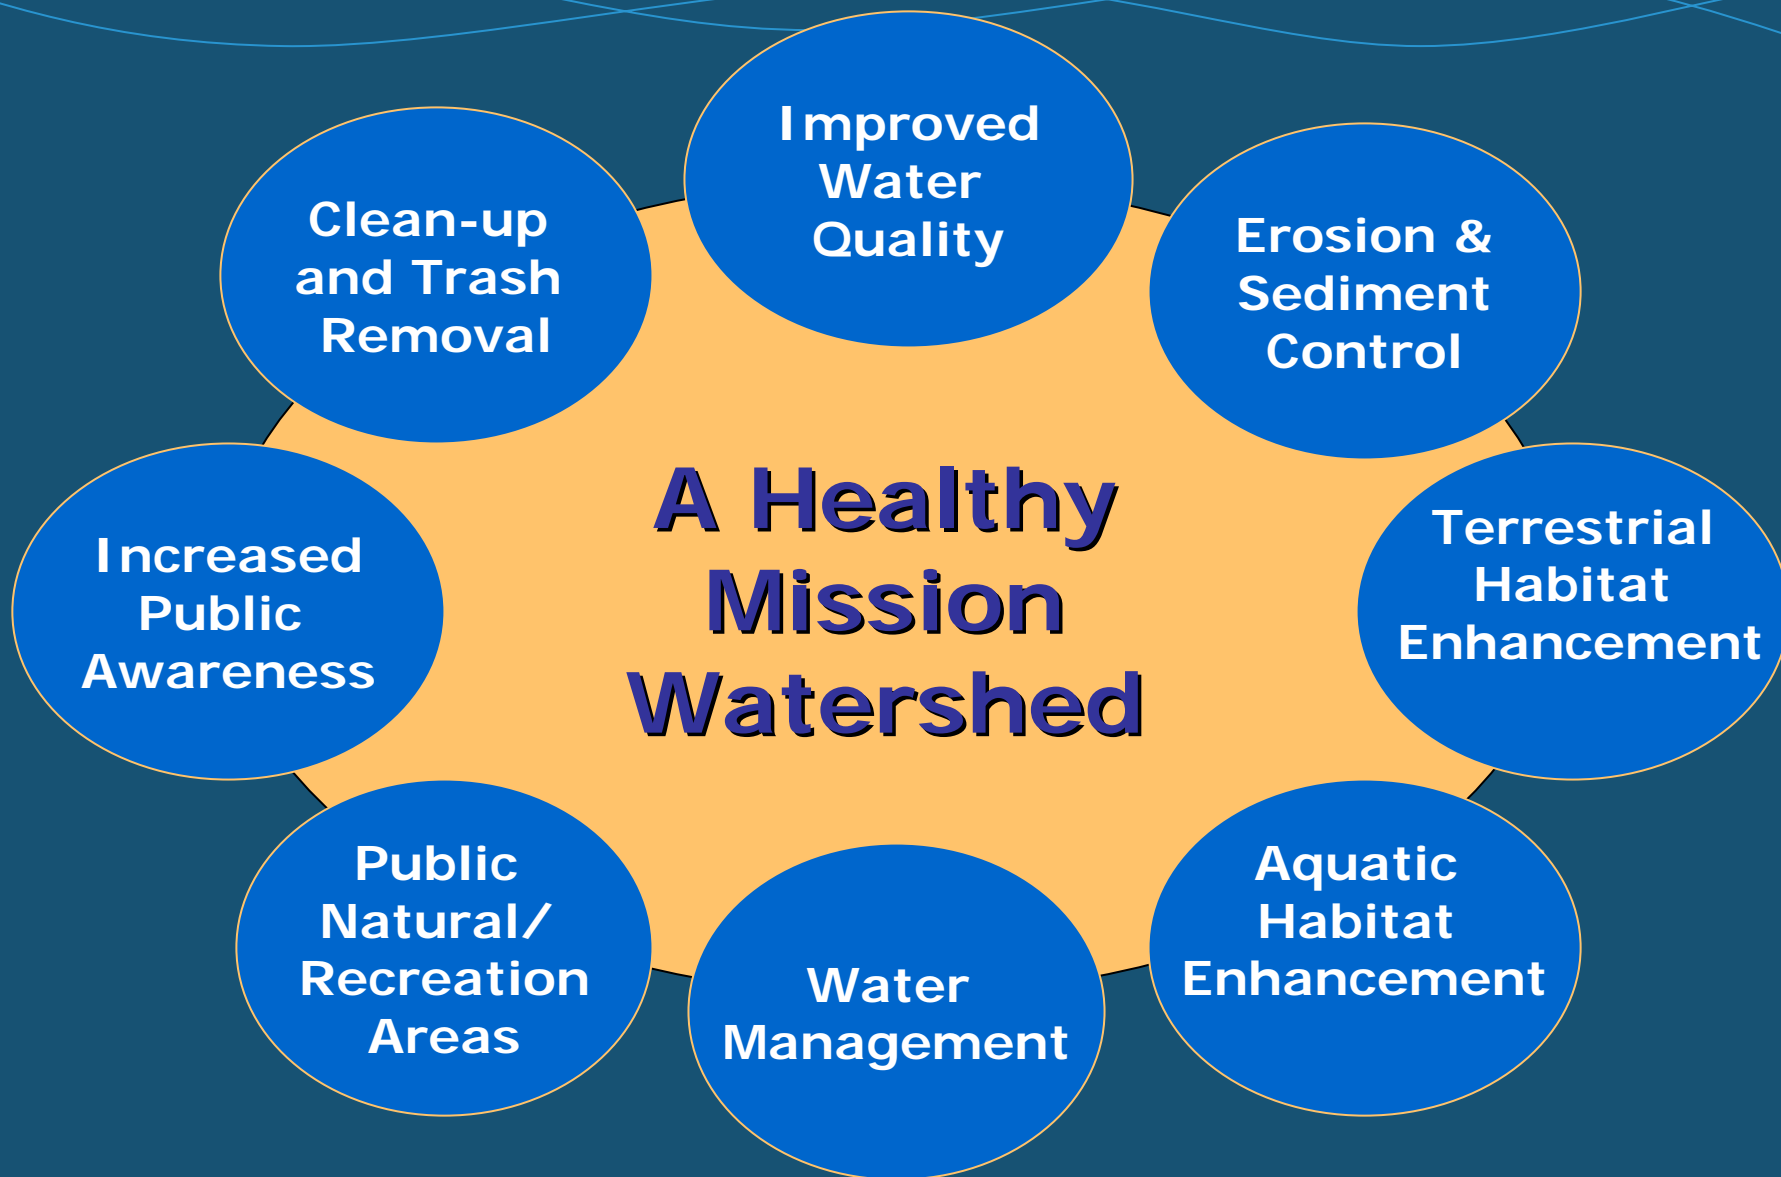 Improved
Water
Quality
Clean-up
and Trash
Removal
Erosion &
Sediment
Control
A Healthy
Mission
Watershed
Increased
Public
Awareness
Terrestrial
Habitat
Enhancement
Public
Natural/
Recreation
Areas
Water
Management
Aquatic
Habitat
Enhancement